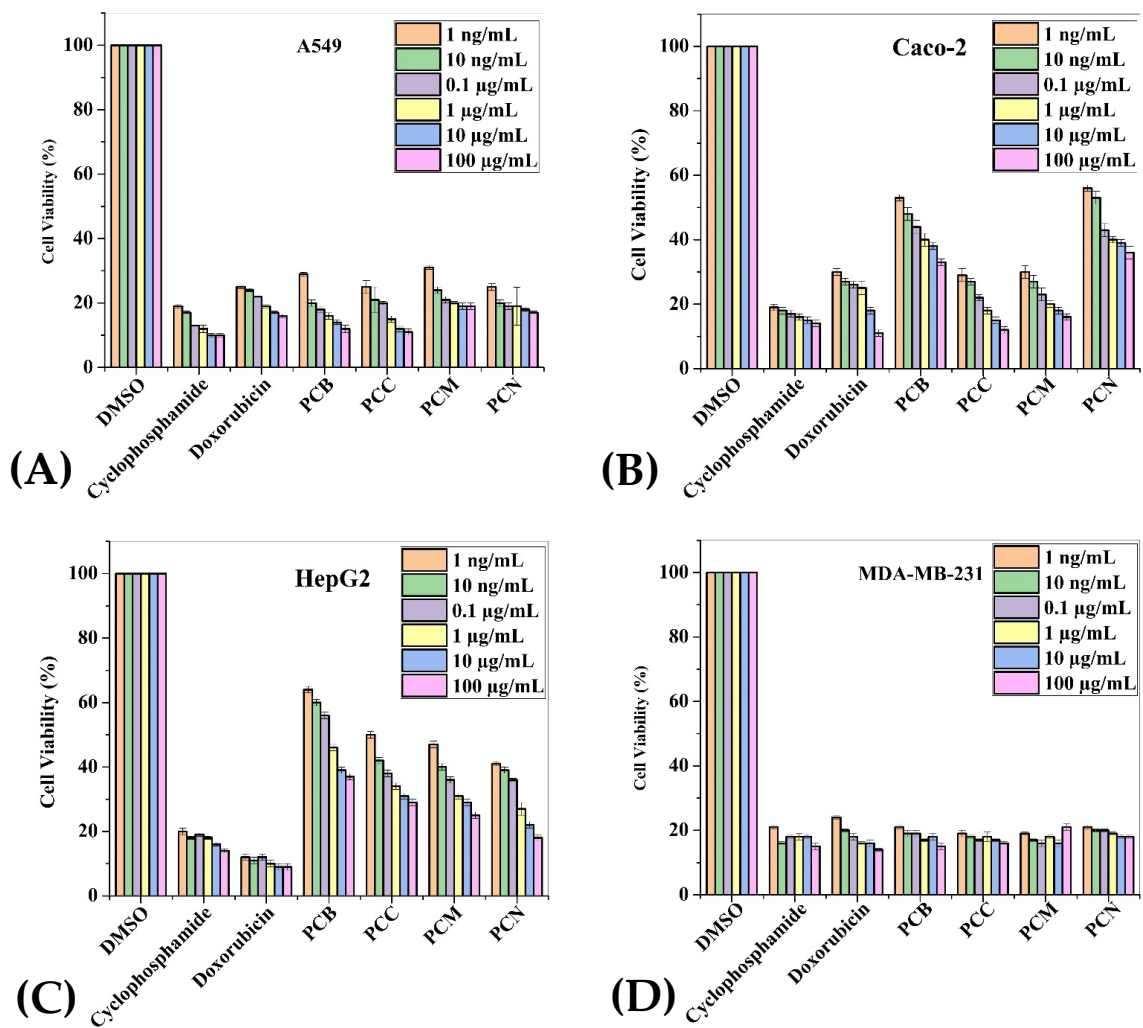 A549
1 ng/mL
10 ng/mL
0.1 µg/mL
1 µg/mL
10 µg/mL
100 µg/mL
Cell Viability (%)
100
80
60
40
20
0
DMSO
Cyclophosphamide
Doxorubicin
PCB
PCC
PCM
PCN
(A)
Caco-2
1 ng/mL
10 ng/mL
0.1 µg/mL
1 µg/mL
10 µg/mL
100 µg/mL
Cell Viability (%)
100
80
60
40
20
0
DMSO
Cyclophosphamide
Doxorubicin
PCB
PCC
PCM
PCN
(B)
HepG2
1 ng/mL
10 ng/mL
0.1 µg/mL
1 µg/mL
10 µg/mL
100 µg/mL
Cell Viability (%)
100
80
60
40
20
0
DMSO
Cyclophosphamide
Doxorubicin
PCB
PCC
PCM
PCN
(C)
MDA-MB-231
1 ng/mL
10 ng/mL
0.1 µg/mL
1 µg/mL
10 µg/mL
100 µg/mL
Cell Viability (%)
100
80
60
40
20
0
DMSO
Cyclophosphamide
Doxorubicin
PCB
PCC
PCM
PCN
(D)